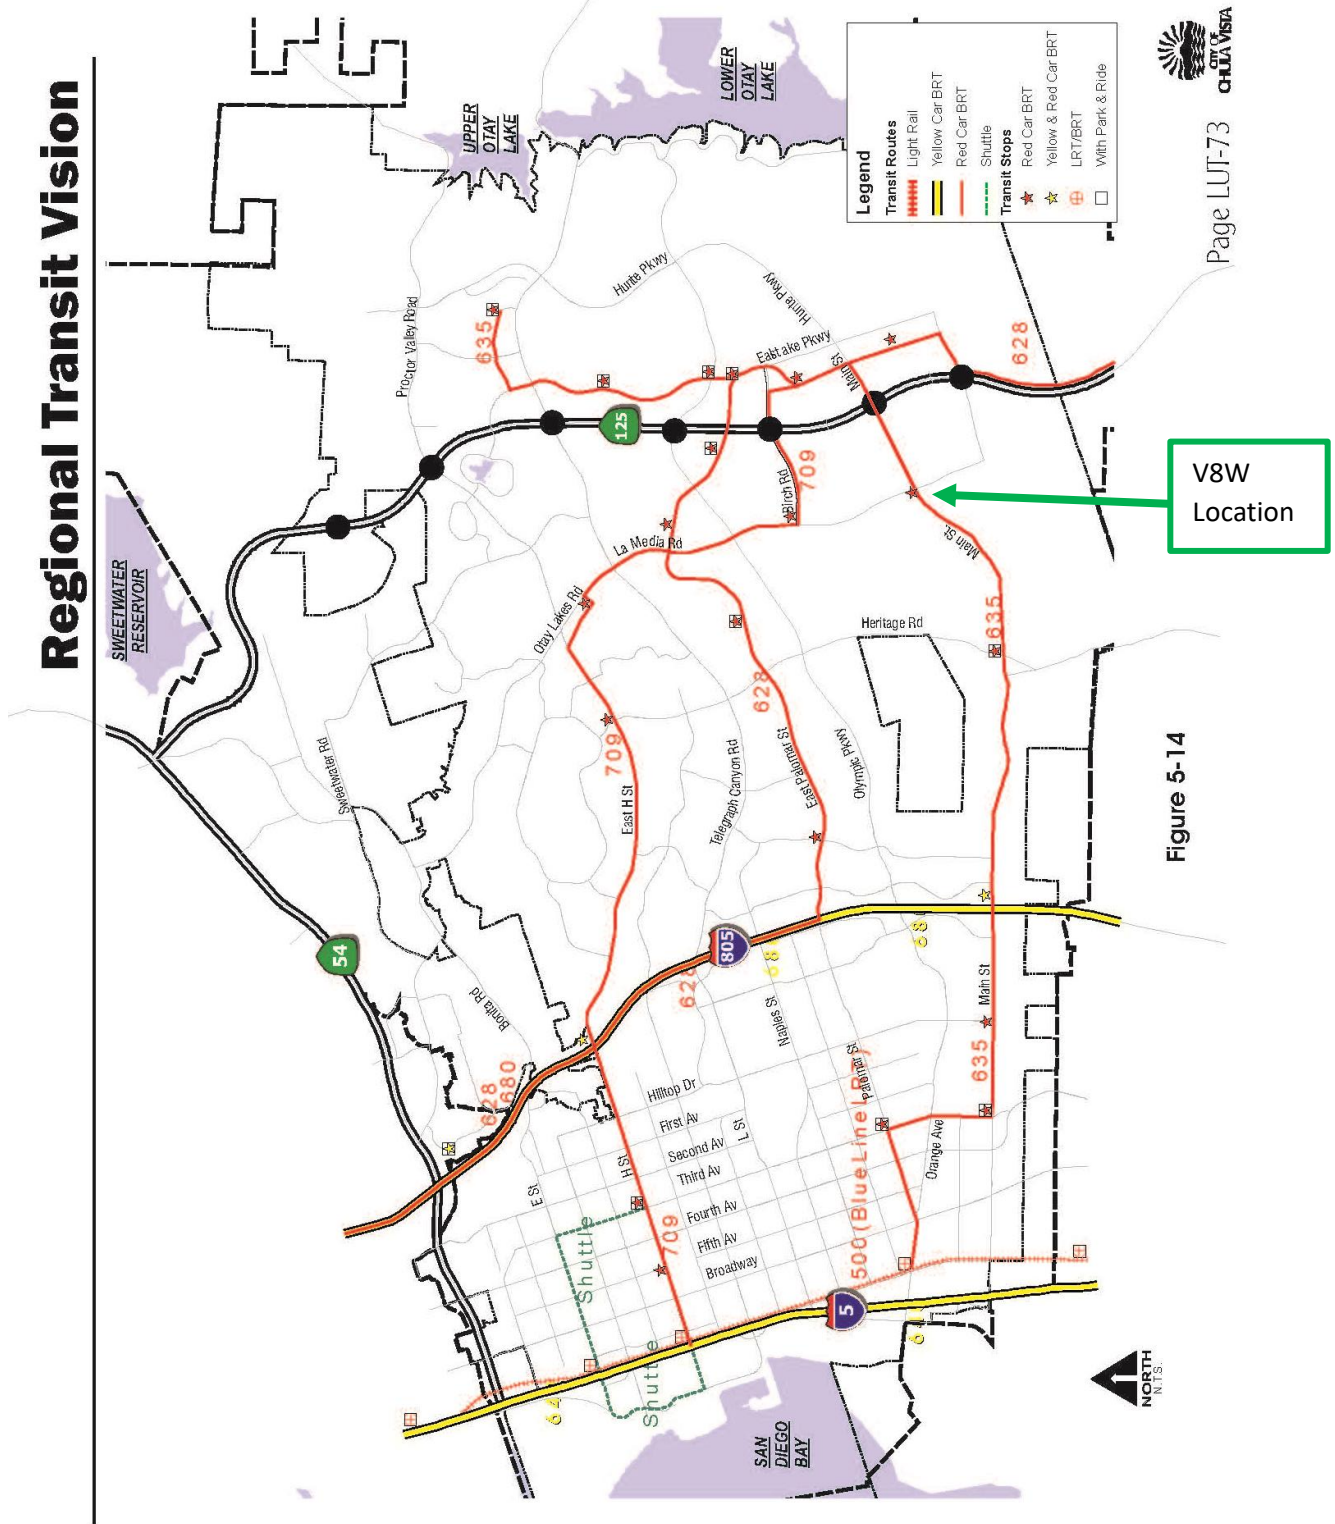 Regional Transit Vision
SWEETWATER
RESERVOIR
UPPER
OTAY
LAKE
LOWER
OTAY
LAKE
SAN
DIEGO
BAY
Legend
Transit Routes
Light Rail
Yellow Car BRT
Red Car BRT
Shuttle
Transit Stops
Red Car BRT
Yellow & Red Car BRT
LRT/BRT
With Park & Ride
CITY OF
CHULA VISTA
Page LUT-73
Figure 5-14
NORTH
N.T.S.
V8W
Location
54
125
805
5
Proctor Valley Road
Hunte Pkwy
Hunte Pkwy
Eastlake Pkwy
Main St
Birch Rd
La Media Rd
Otay Lakes Rd
Main St.
Heritage Rd
Sweetwater Rd
East H St
Telegraph Canyon Rd
East Palomar St
Olympic Pkwy
Bonita Rd
Naples St
Main St
Palomar St
Orange Ave
Hilltop Dr
First Av
Second Av
Third Av
Fourth Av
Fifth Av
Broadway
L St
H St
E St
635
628
709
635
628
709
628
635
628
680
709
500 (Blue Line LRT)
Shuttle
Shuttle